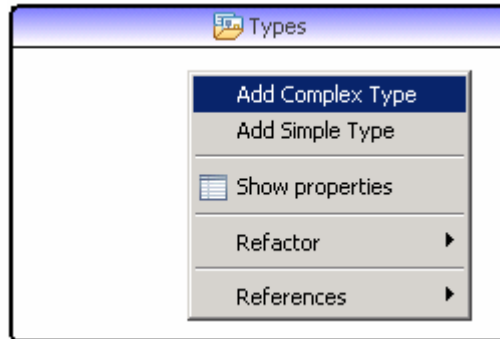 Types
Add Complex Type
Add Simple Type
Show properties
Refactor
References